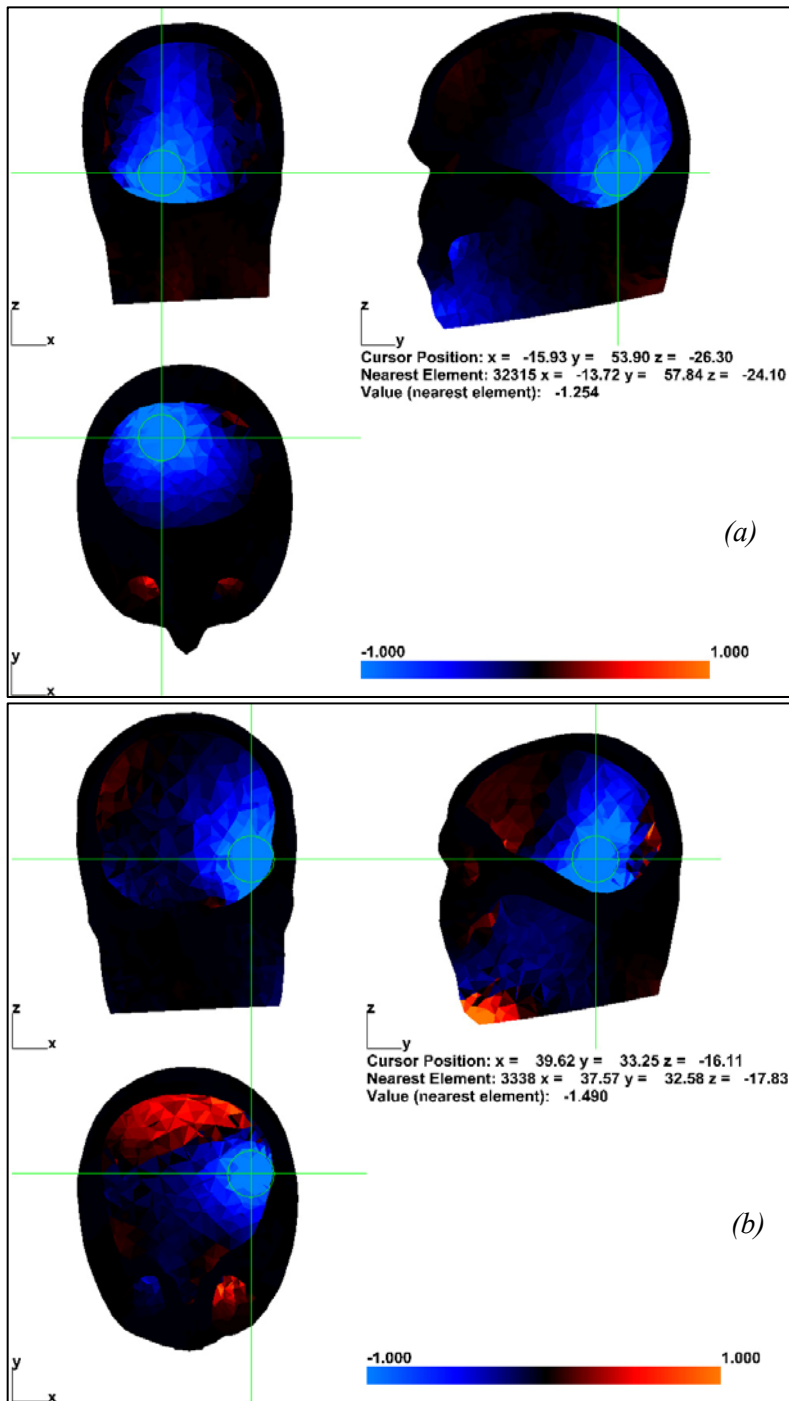 z
x
z
y
Cursor Position: x = -15.93 y = 53.90 z = -26.30
Nearest Element: 32315 x = -13.72 y = 57.84 z = -24.10
Value (nearest element): -1.254
(a)
y
x
-1.000 1.000
z
x
z
y
Cursor Position: x = 39.62 y = 33.25 z = -16.11
Nearest Element: 3338 x = 37.57 y = 32.58 z = -17.83
Value (nearest element): -1.490
(b)
y
x
-1.000 1.000